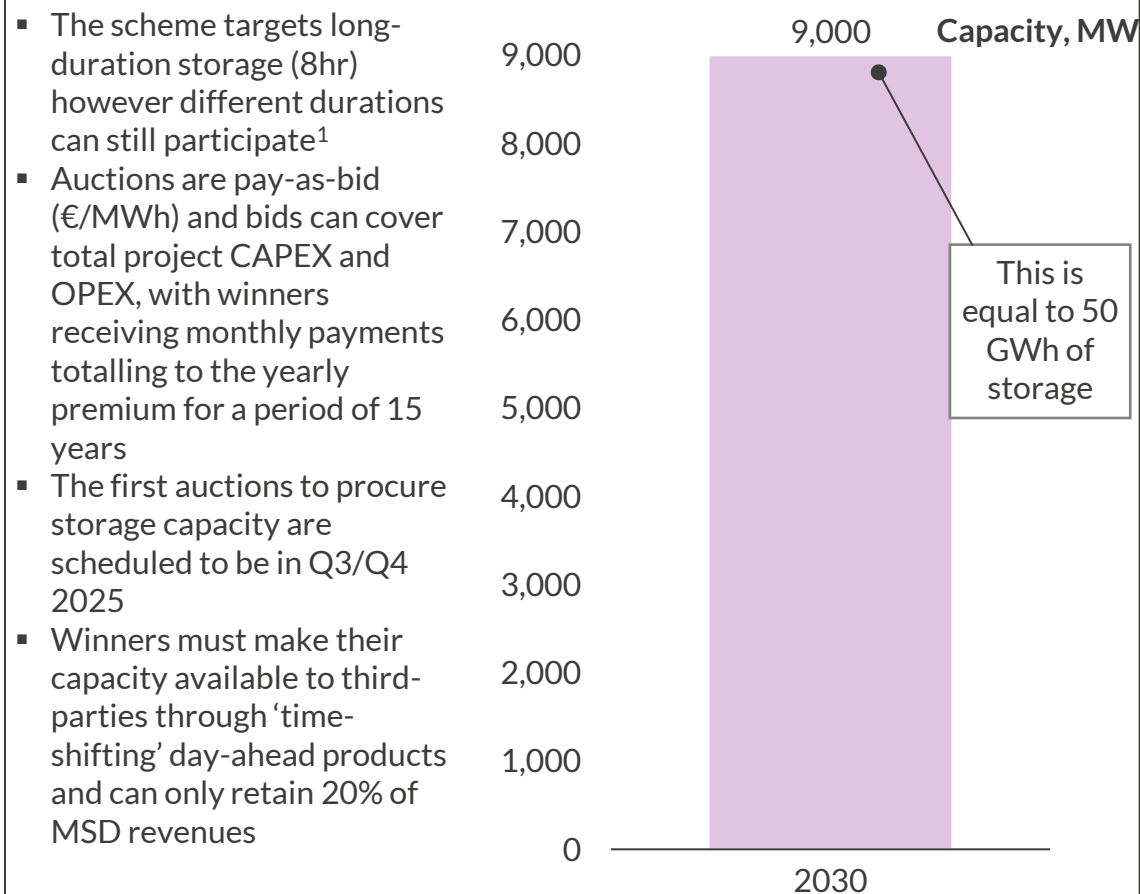 ▪ The scheme targets long-
duration storage (8hr)
however different durations
can still participate¹
▪ Auctions are pay-as-bid
(€/MWh) and bids can cover
total project CAPEX and
OPEX, with winners
receiving monthly payments
totalling to the yearly
premium for a period of 15
years
▪ The first auctions to procure
storage capacity are
scheduled to be in Q3/Q4
2025
▪ Winners must make their
capacity available to third-
parties through ‘time-
shifting’ day-ahead products
and can only retain 20% of
MSD revenues
Capacity, MW
9,000
9,000
8,000
7,000
6,000
5,000
4,000
3,000
2,000
1,000
0
This is
equal to 50
GWh of
storage
2030